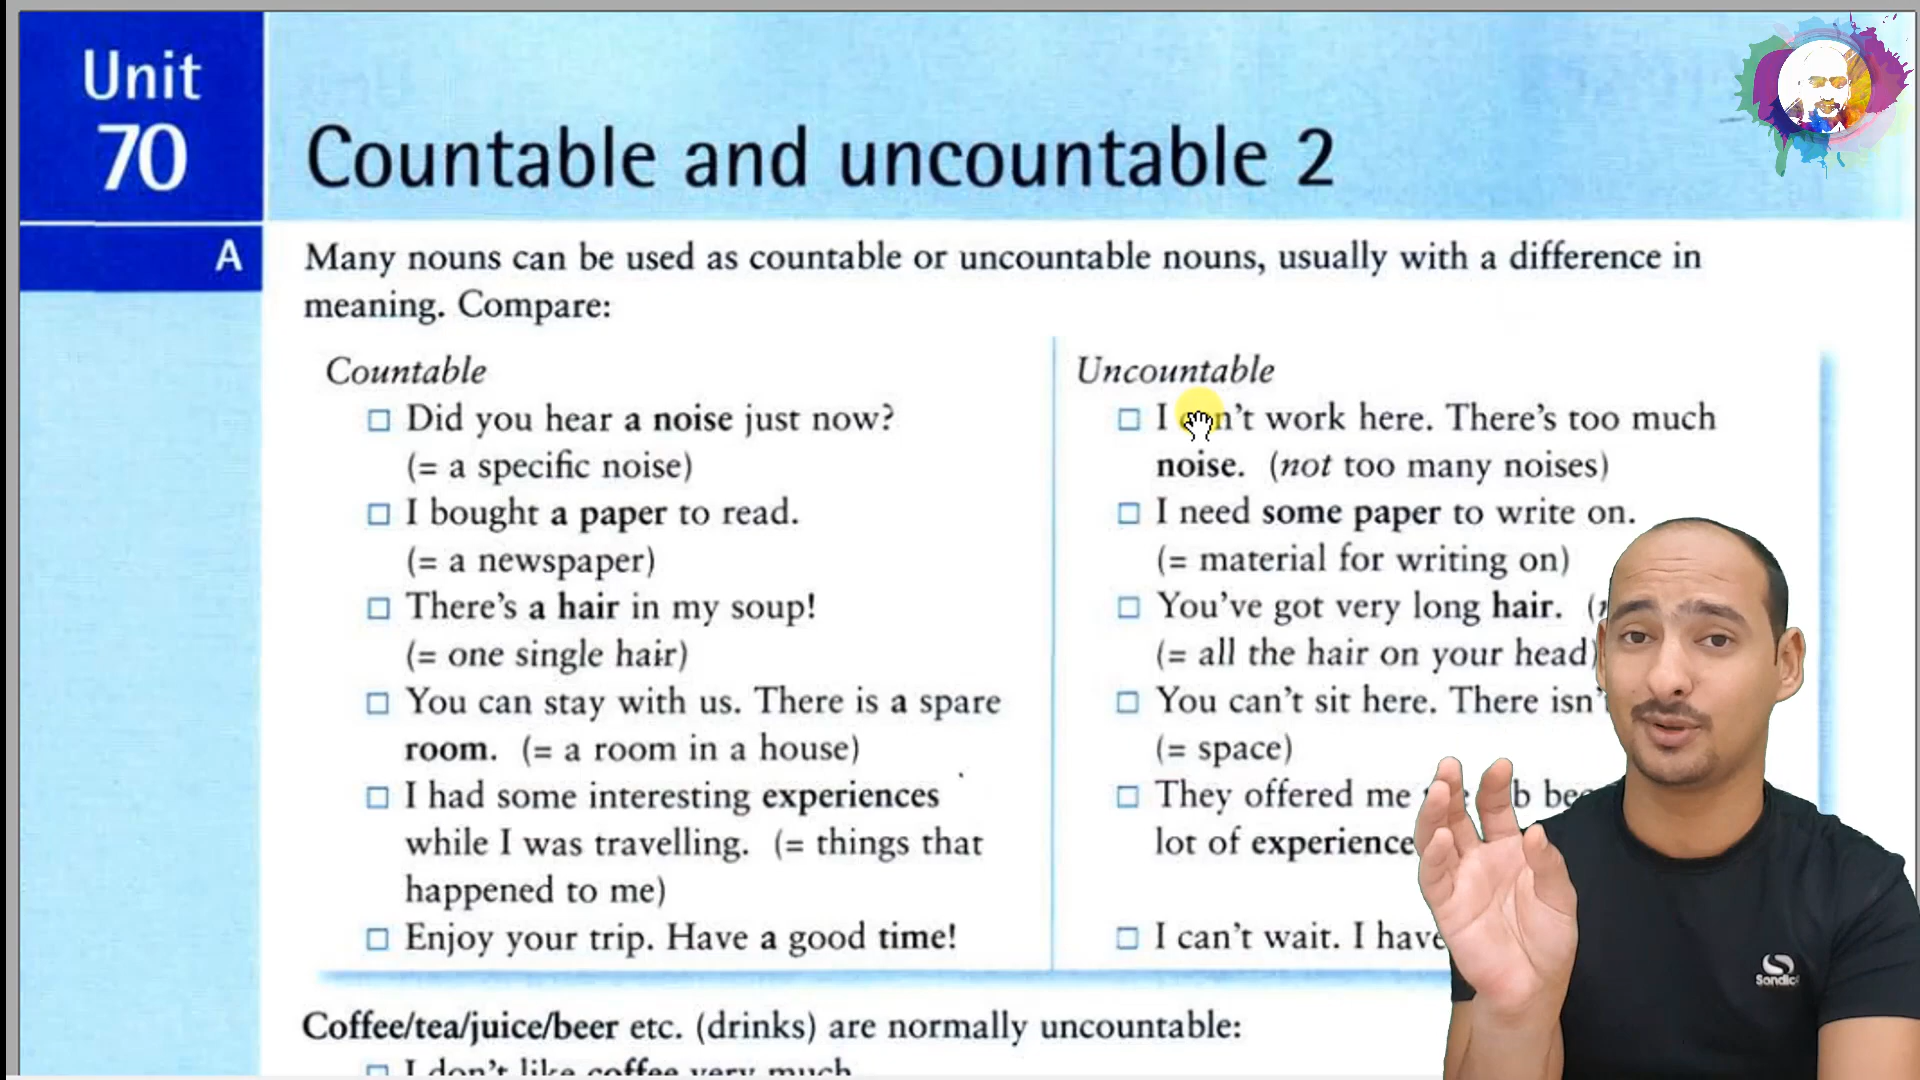 Unit
70
Countable and uncountable 2
A
Many nouns can be used as countable or uncountable nouns, usually with a difference in
meaning. Compare:
Countable
□ Did you hear a noise just now?
(= a specific noise)
□ I bought a paper to read.
(= a newspaper)
□ There's a hair in my soup!
(= one single hair)
□ You can stay with us. There is a spare
room. (= a room in a house)
□ I had some interesting experiences
while I was travelling. (= things that
happened to me)
□ Enjoy your trip. Have a good time!
Uncountable
□ I n't work here. There's too much
noise. (not too many noises)
□ I need some paper to write on.
(= material for writing on)
□ You've got very long hair. (
(= all the hair on your head)
□ You can't sit here. There isn't
(= space)
□ They offered me
lot of experience
□ I can't wait. I have
Coffee/tea/juice/beer etc. (drinks) are normally uncountable:
□ I don't like coffee very much
Sondic